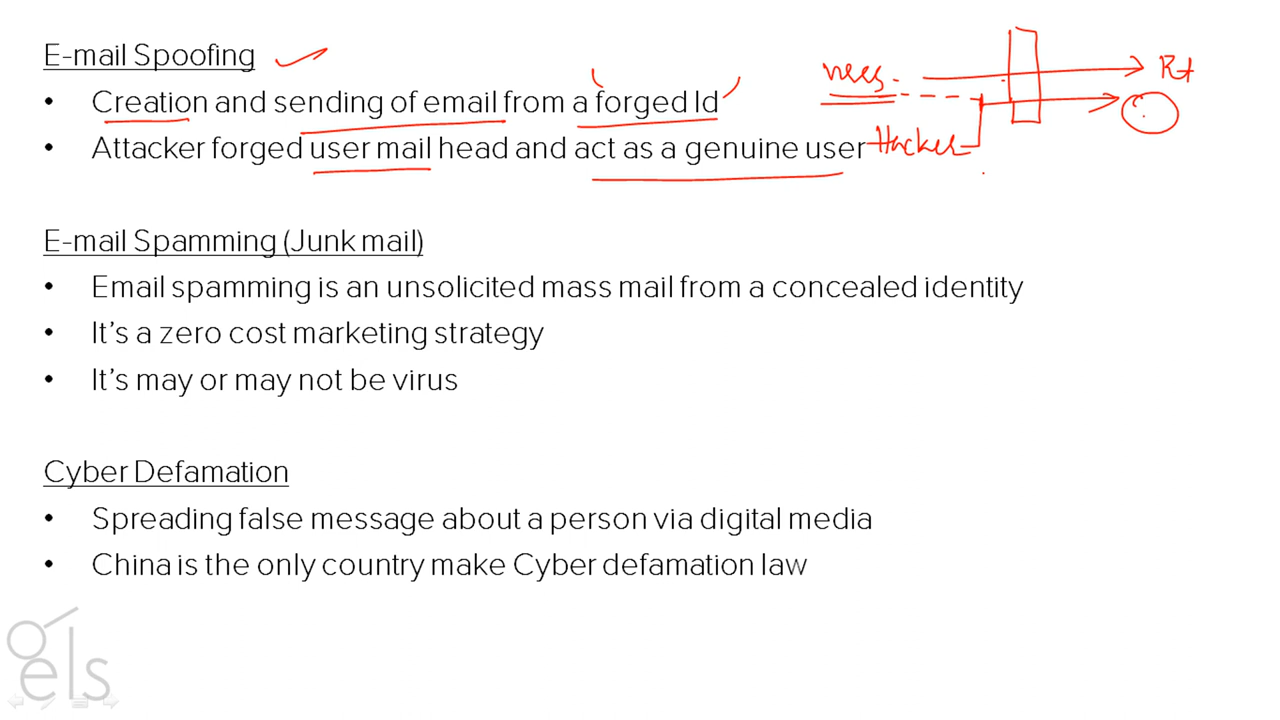 E-mail Spoofing
• Creation and sending of email from a forged Id
• Attacker forged user mail head and act as a genuine user
Hacker
E-mail Spamming (Junk mail)
• Email spamming is an unsolicited mass mail from a concealed identity
• It's a zero cost marketing strategy
• It's may or may not be virus
Cyber Defamation
• Spreading false message about a person via digital media
• China is the only country make Cyber defamation law
els